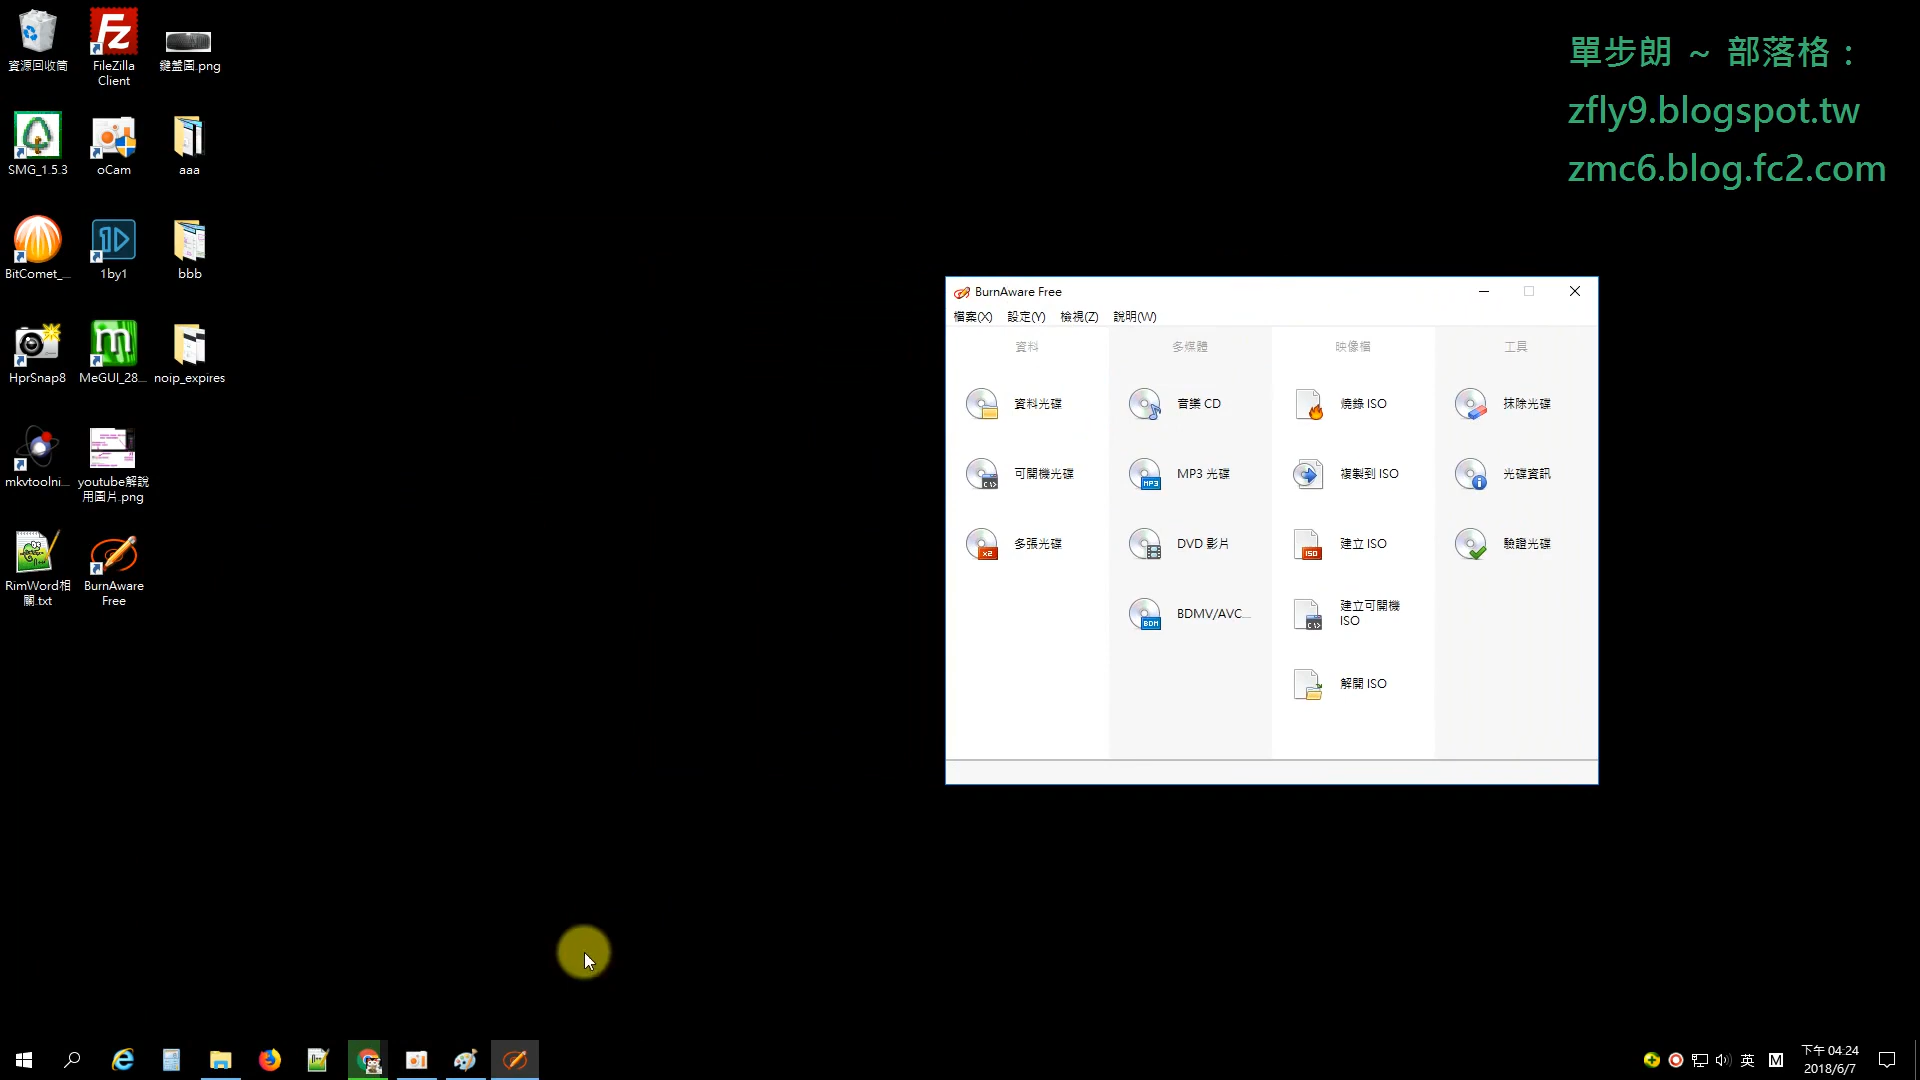 資源回收筒
FileZilla
Client
鍵盤圖.png
SMG_1.5.3
oCam
aaa
BitComet_...
1by1
bbb
HprSnap8
MeGUI_28...
noip_expires
mkvtoolni...
youtube解說
用圖片.png
RimWord相
關.txt
BurnAware
Free
單步朗 ~ 部落格：
zfly9.blogspot.tw
zmc6.blog.fc2.com
BurnAware Free
檔案(X) 設定(Y) 檢視(Z) 說明(W)
資料
多媒體
映像檔
工具
資料光碟
音樂 CD
燒錄 ISO
抹除光碟
可開機光碟
MP3 光碟
複製到 ISO
光碟資訊
多張光碟
DVD 影片
建立 ISO
驗證光碟
BDMV/AVC...
建立可開機
ISO
解開 ISO
英
M
下午 04:24
2018/6/7